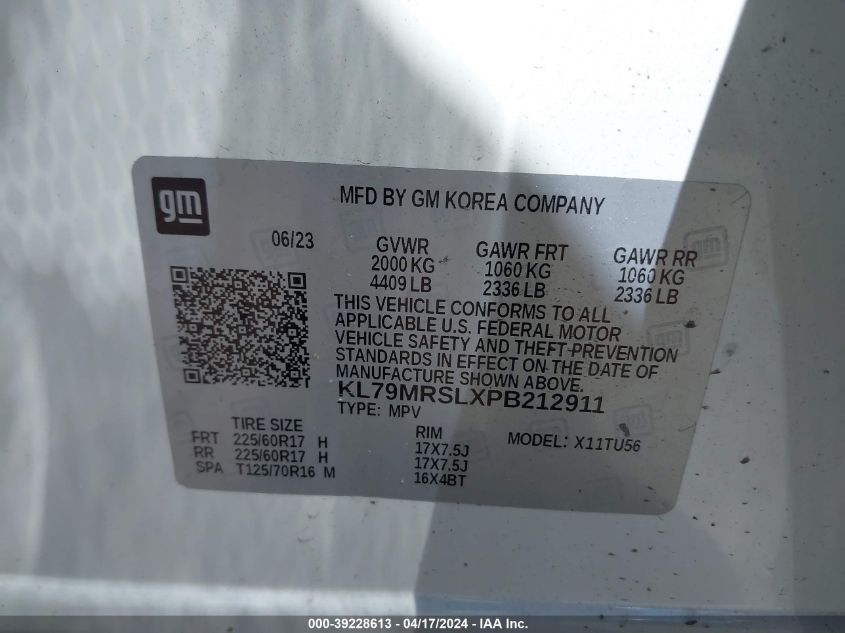 gm
MFD BY GM KOREA COMPANY
06/23
GVWR GAWR FRT GAWR RR
2000 KG 1060 KG 1060 KG
4409 LB 2336 LB 2336 LB
THIS VEHICLE CONFORMS TO ALL
APPLICABLE U.S. FEDERAL MOTOR
VEHICLE SAFETY AND THEFT-PREVENTION
STANDARDS IN EFFECT ON THE DATE OF
MANUFACTURE SHOWN ABOVE.
KL79MRSLXPB212911
TYPE: MPV
TIRE SIZE RIM MODEL: X11TU56
FRT 225/60R17 H 17X7.5J
RR 225/60R17 H 17X7.5J
SPA T125/70R16 M 16X4BT
000-39228613 - 04/17/2024 - IAA Inc.